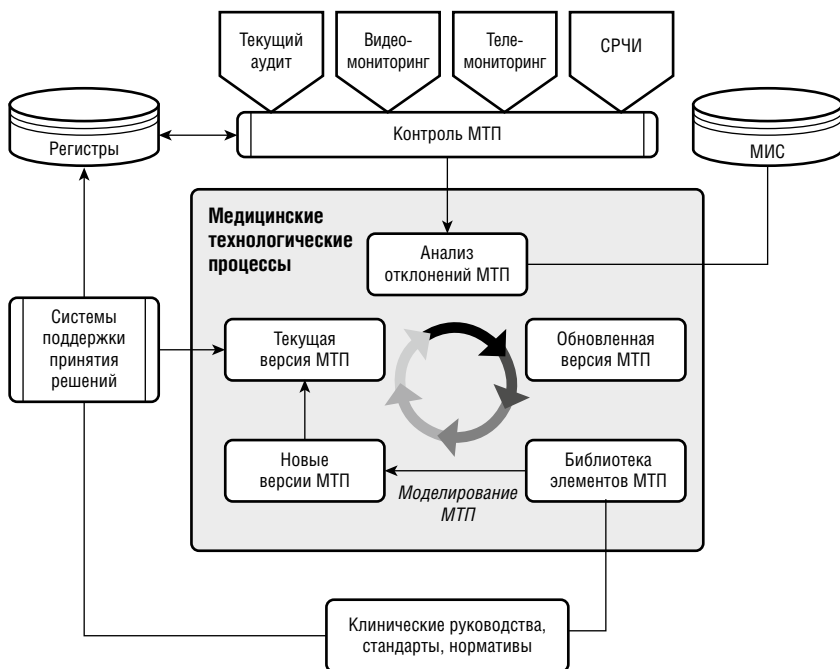 Текущий
аудит
Видео-
мониторинг
Теле-
мониторинг
СРЧИ
Регистры
Контроль МТП
МИС
Медицинские
технологические
процессы
Анализ
отклонений МТП
Системы
поддержки
принятия
решений
Текущая
версия МТП
Обновленная
версия МТП
Новые
версии МТП
Библиотека
элементов МТП
Моделирование
МТП
Клинические руководства,
стандарты, нормативы